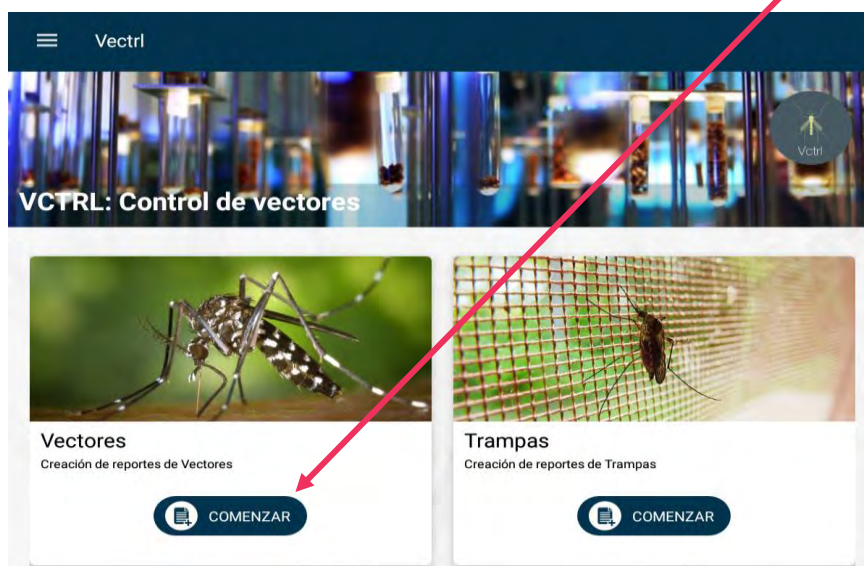 Vectrl
Vctrl
VCTRL: Control de vectores
Vectores
Creación de reportes de Vectores
COMENZAR
Trampas
Creación de reportes de Trampas
COMENZAR